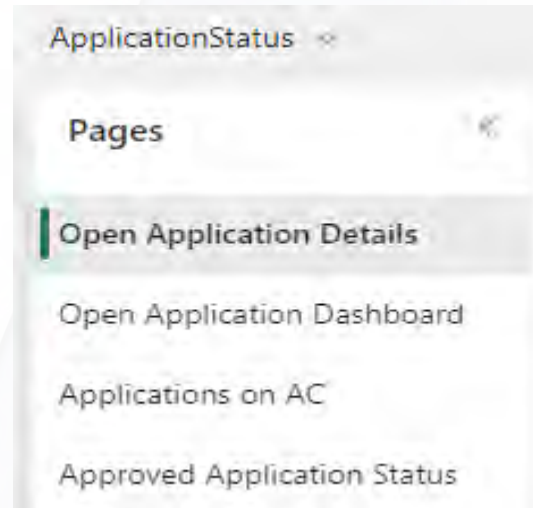 ApplicationStatus
Pages
Open Application Details
Open Application Dashboard
Applications on AC
Approved Application Status